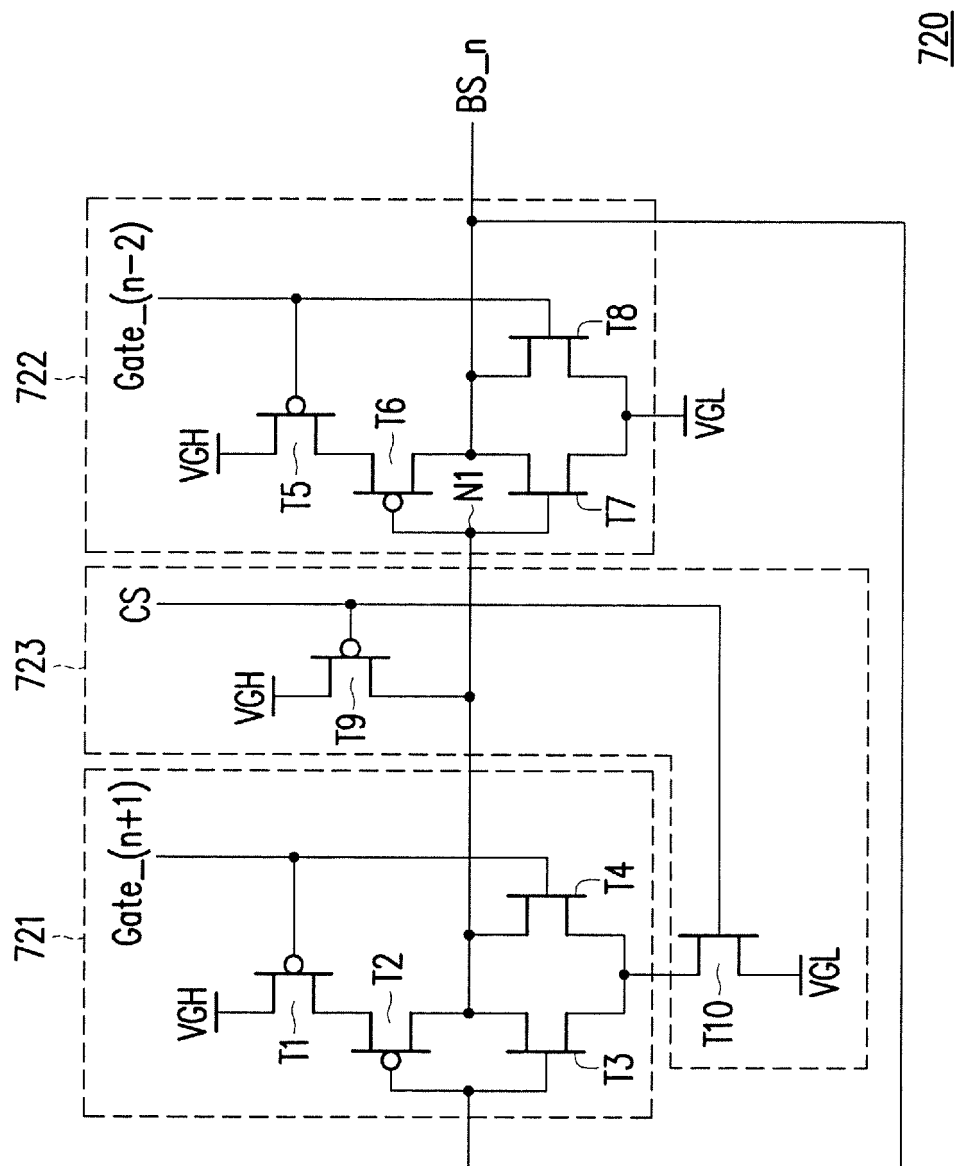 720
721
723
722
Gate_(n+1)
CS
Gate_(n-2)
VGH
VGH
VGH
T1
T2
T9
T5
T6
N1
BS_n
T3
T4
T7
T8
T10
VGL
VGL